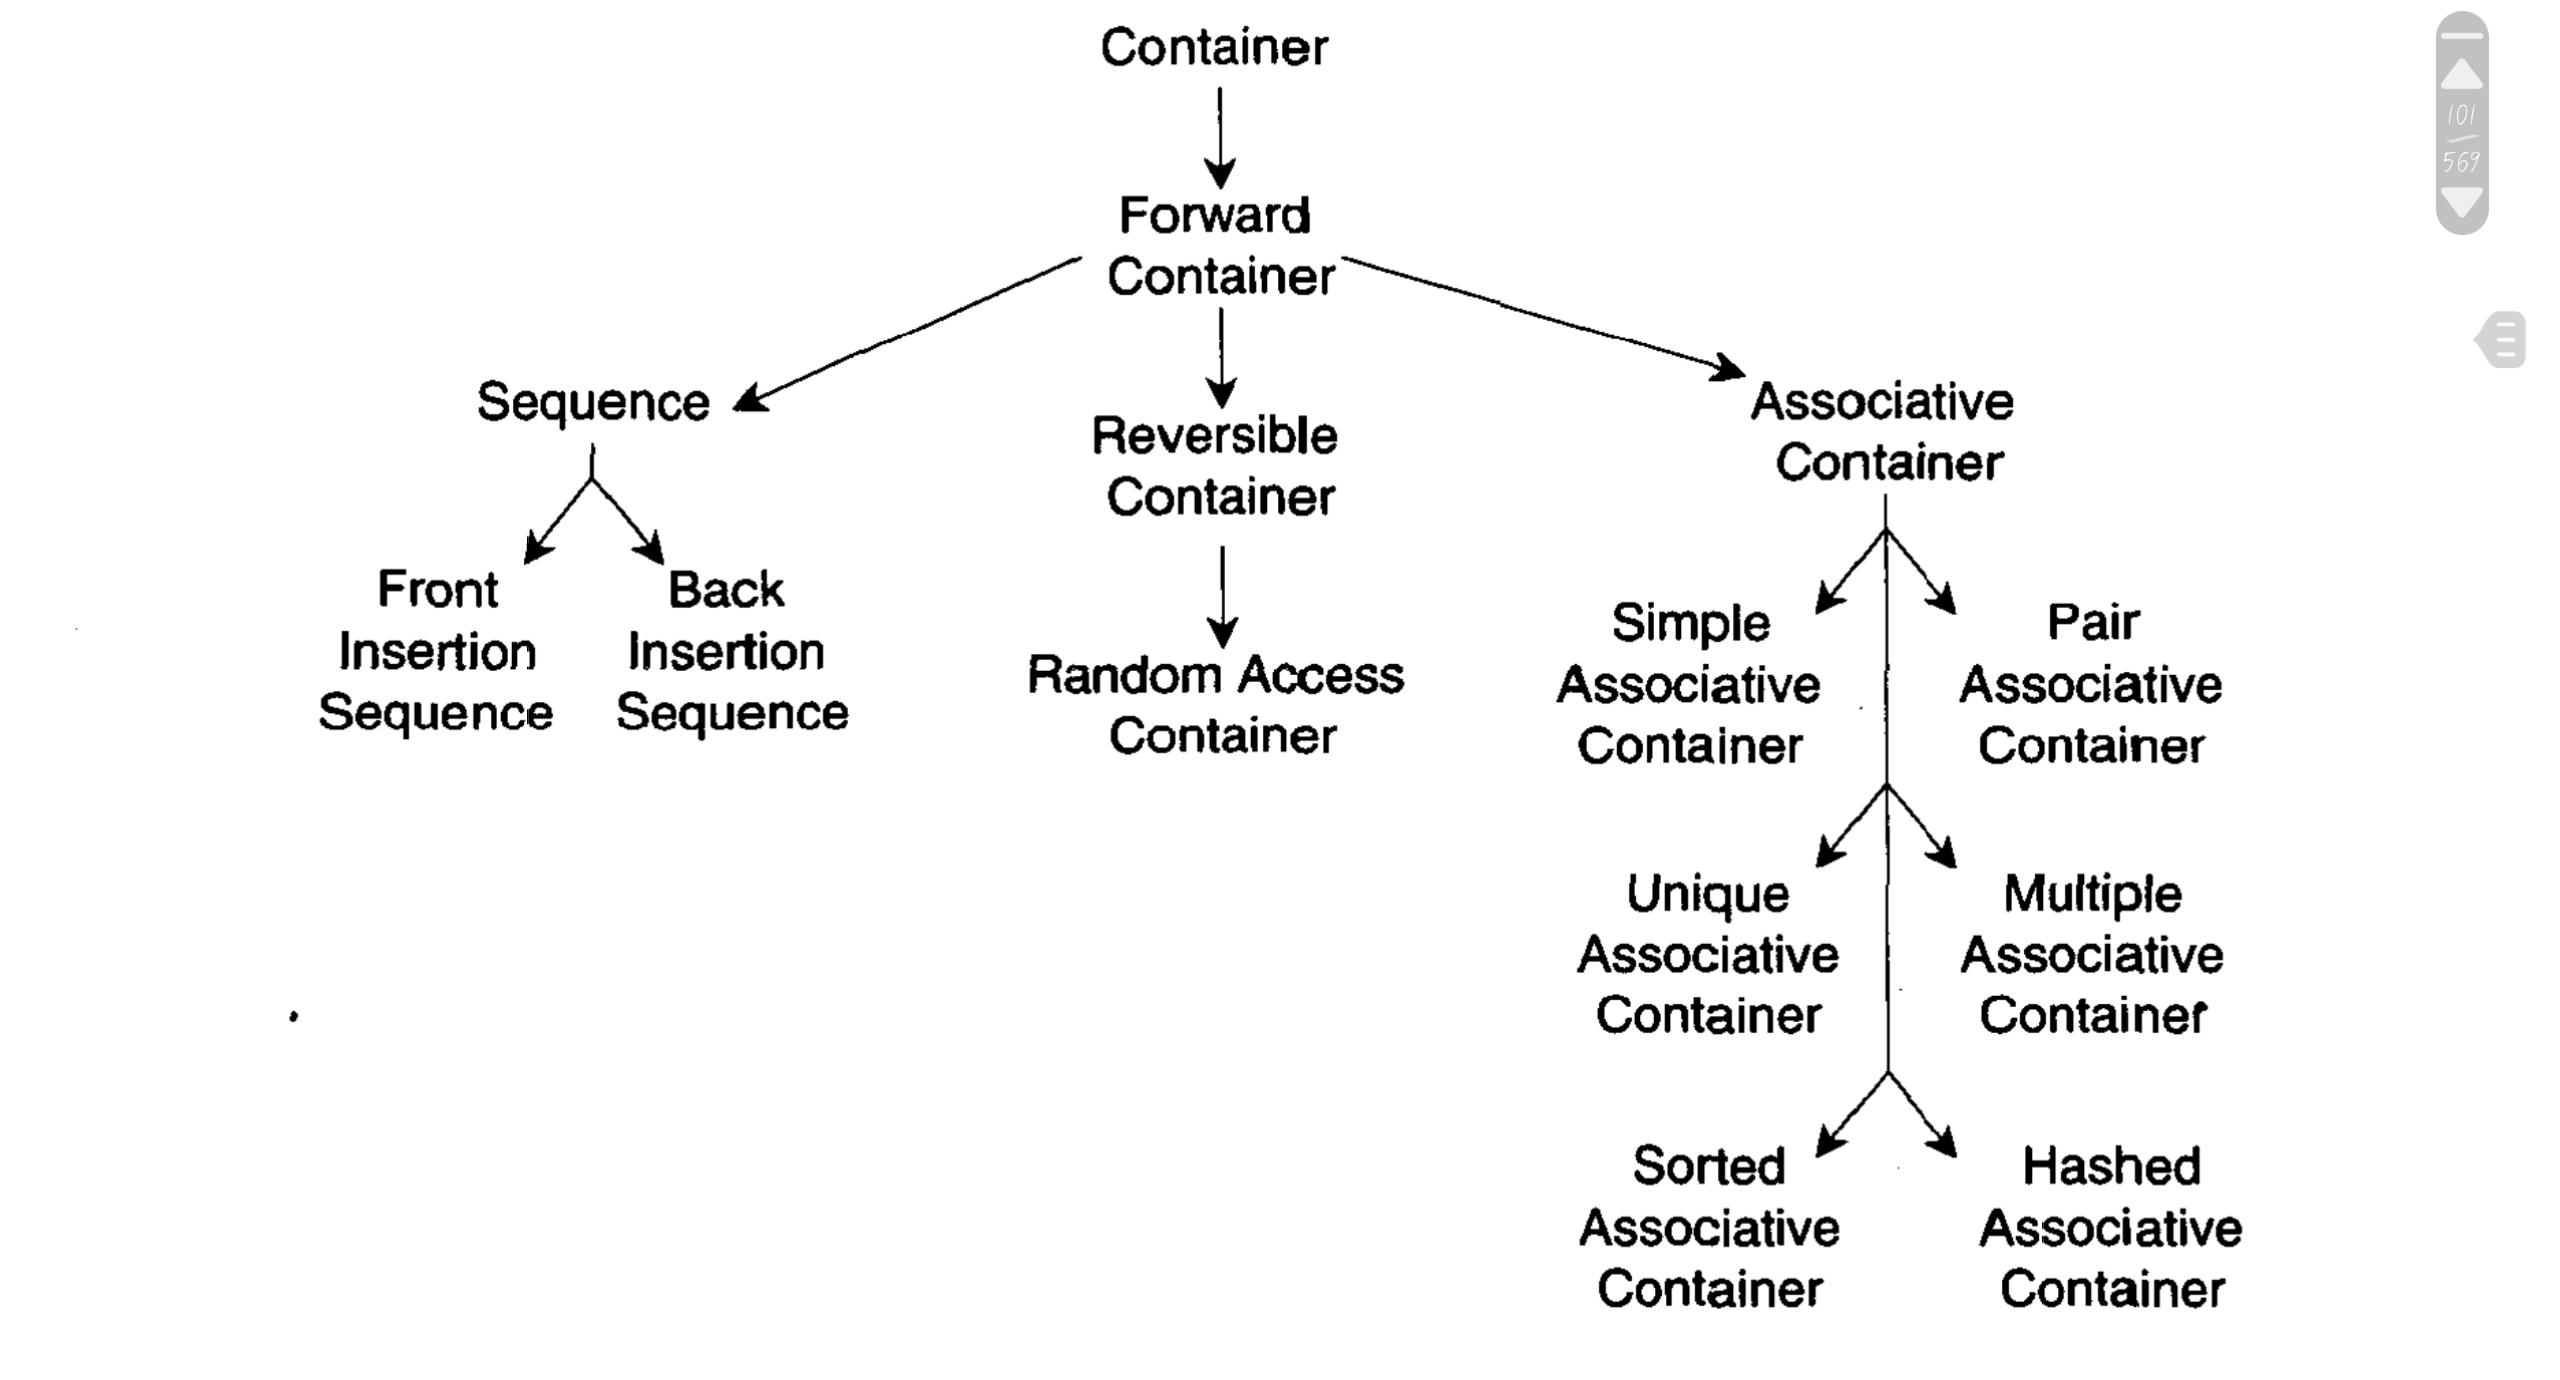 Container
Forward
Container
Sequence
Reversible
Container
Associative
Container
Front
Insertion
Sequence
Back
Insertion
Sequence
Random Access
Container
Simple
Associative
Container
Pair
Associative
Container
Unique
Associative
Container
Multiple
Associative
Container
Sorted
Associative
Container
Hashed
Associative
Container
101
569